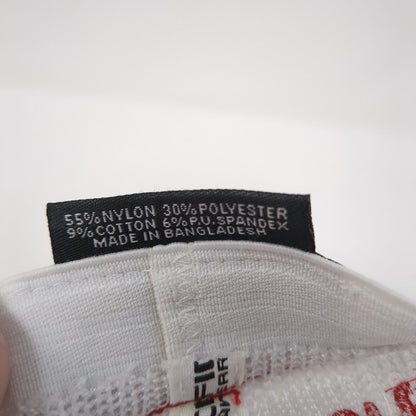 55% NYLON 30% POLYESTER
9% COTTON 6% P.U. SPANDEX
MADE IN BANGLADESH